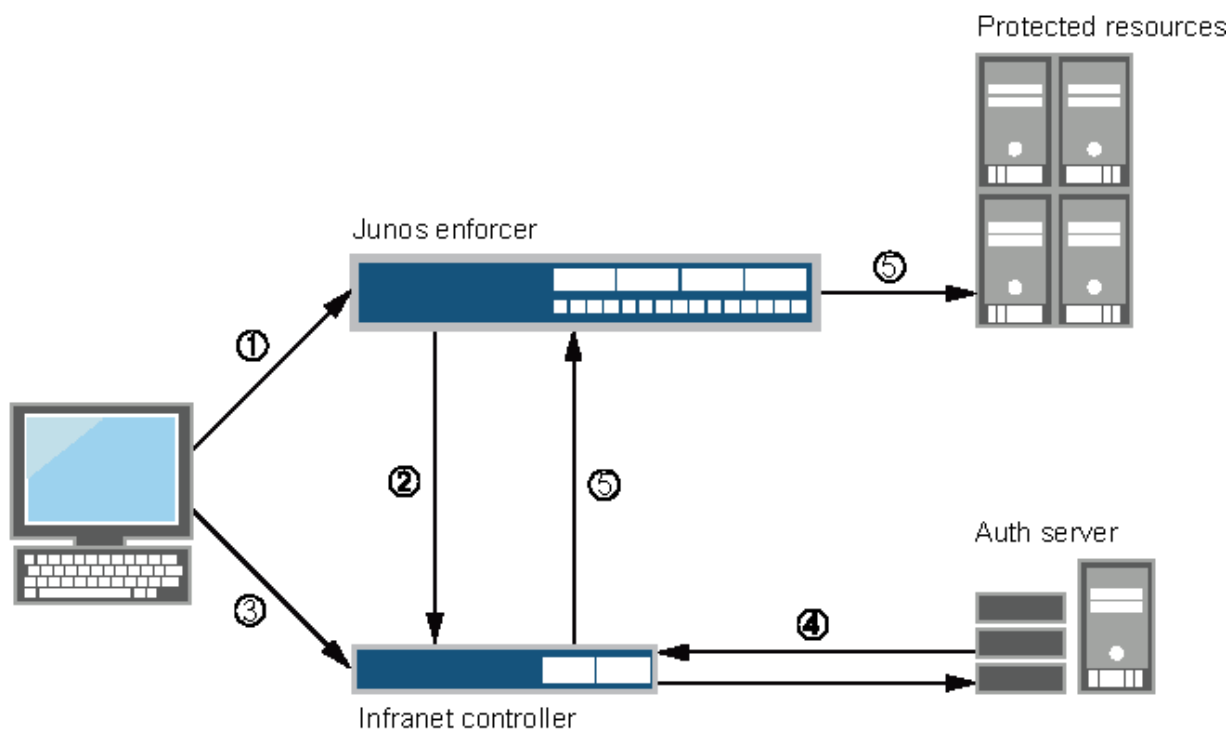 Protected resources
Junos enforcer
⑤
①
②
⑤
Auth server
③
④
Infranet controller